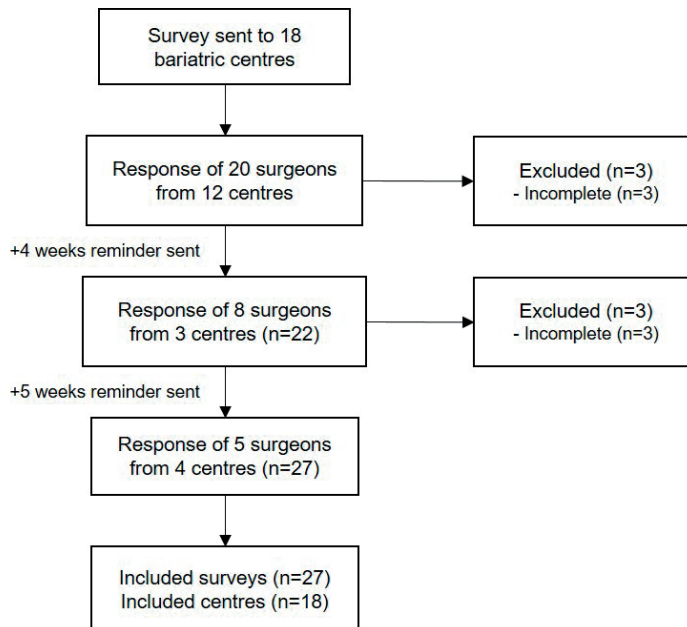 Survey sent to 18
bariatric centres
Response of 20 surgeons
from 12 centres
Excluded (n=3)
- Incomplete (n=3)
+4 weeks reminder sent
Response of 8 surgeons
from 3 centres (n=22)
Excluded (n=3)
- Incomplete (n=3)
+5 weeks reminder sent
Response of 5 surgeons
from 4 centres (n=27)
Included surveys (n=27)
Included centres (n=18)